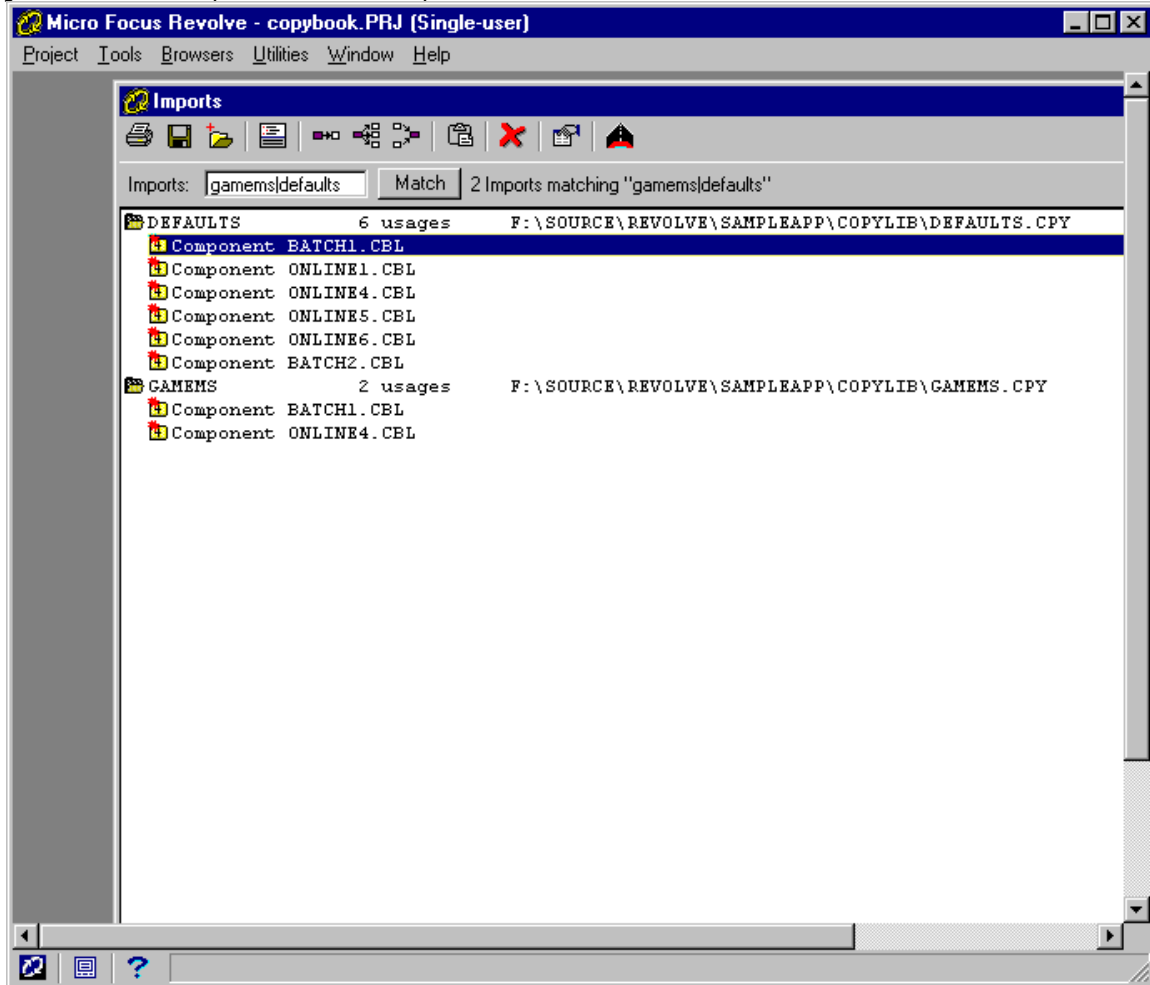 Micro Focus Revolve - copybook.PRJ (Single-user)
Project Tools Browsers Utilities Window Help
Imports
Imports: gamems|defaults Match 2 Imports matching "gamems|defaults"
DEFAULTS 6 usages F:\SOURCE\REVOLVE\SAMPLEAPP\COPYLIB\DEFAULTS.CPY
Component BATCH1.CBL
Component ONLINE1.CBL
Component ONLINE4.CBL
Component ONLINE5.CBL
Component ONLINE6.CBL
Component BATCH2.CBL
GAMEMS 2 usages F:\SOURCE\REVOLVE\SAMPLEAPP\COPYLIB\GAMEMS.CPY
Component BATCH1.CBL
Component ONLINE4.CBL